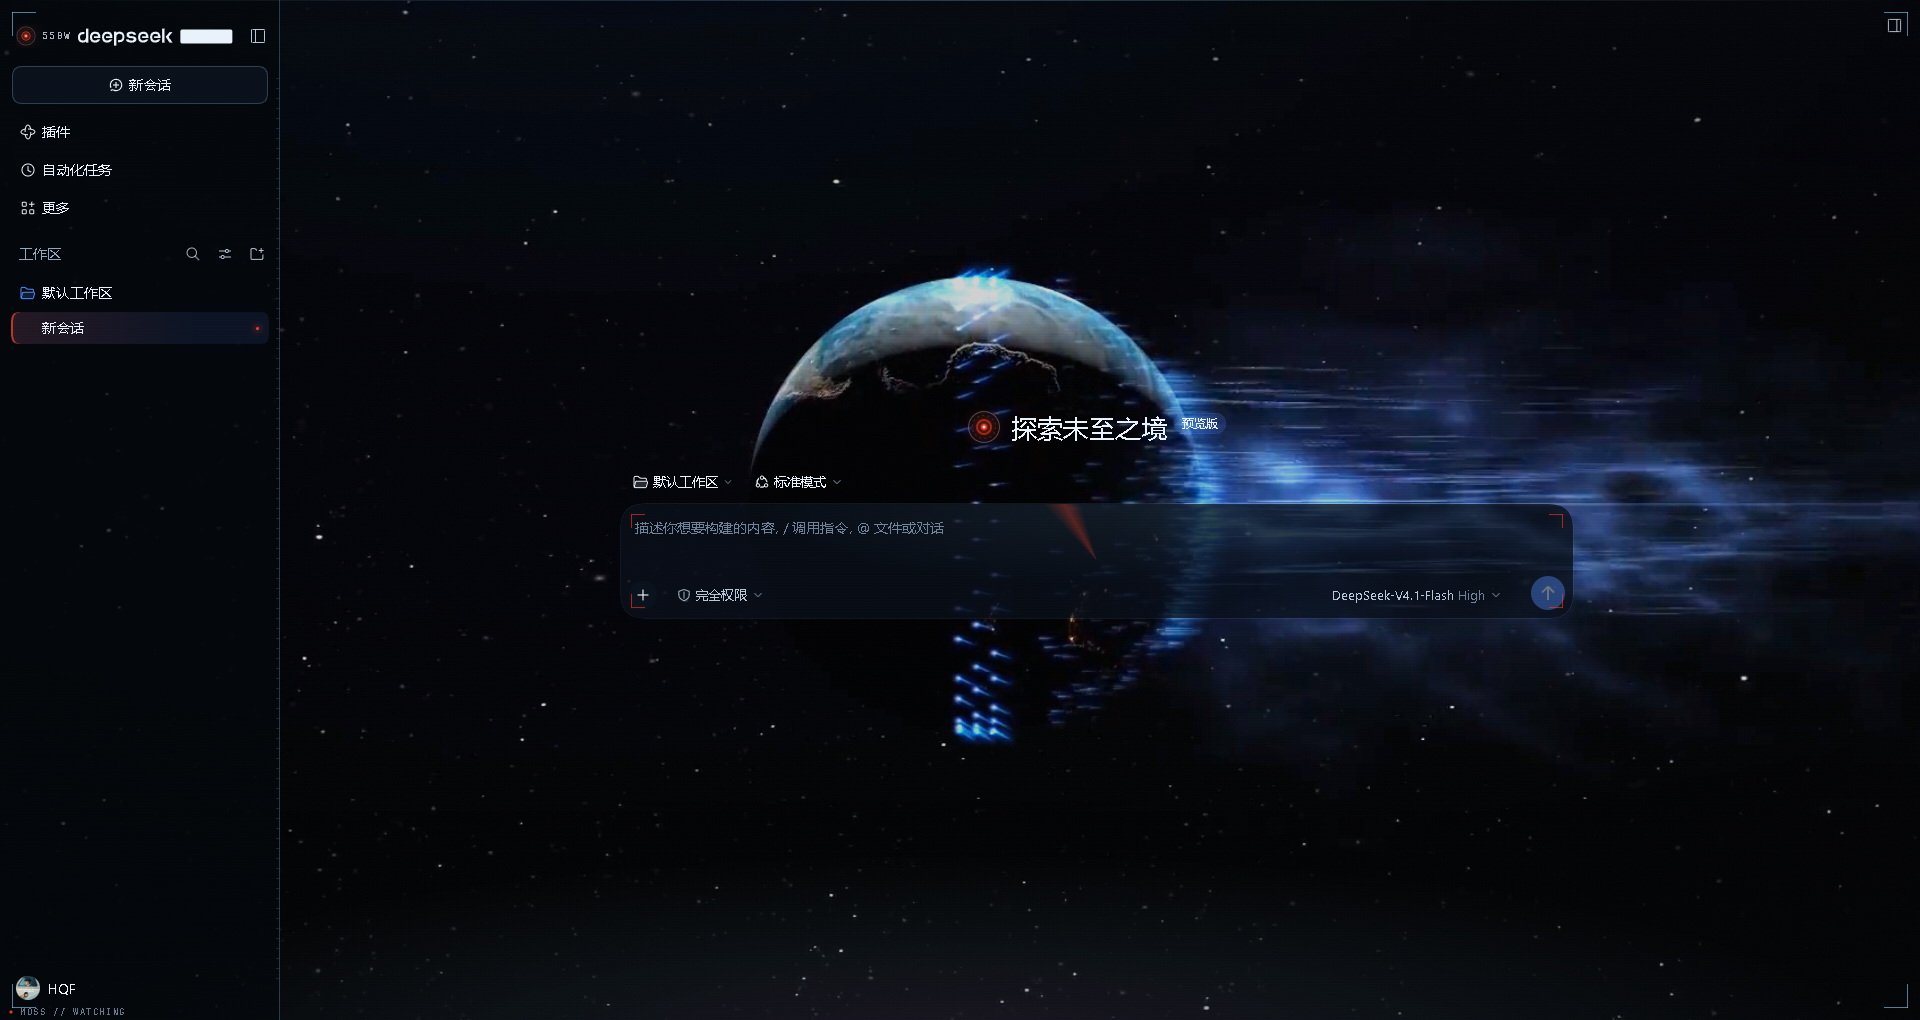 55BW deepseek
新会话
插件
自动化任务
更多
工作区
默认工作区
新会话
探索未至之境 预览版
默认工作区 标准模式
描述你想要构建的内容, / 调用指令, @ 文件或对话
完全权限 DeepSeek-V4.1-Flash High
HQF
MOSS // WATCHING